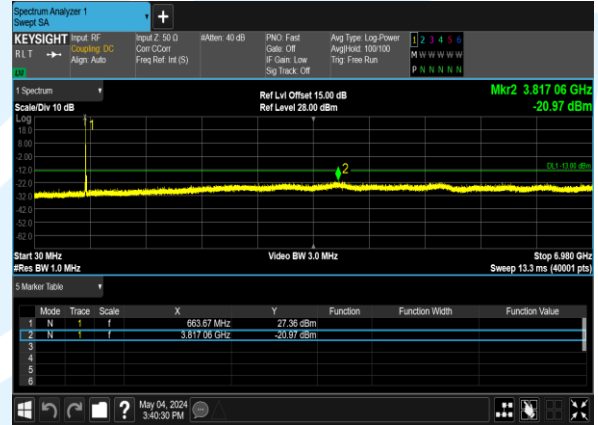 Spectrum Analyzer 1
Swept SA
KEYSIGHT
RLT
Input: RF
Coupling: DC
Align: Auto
Input Z: 50 Ω
Corr CCorr
Freq Ref: Int (S)
#Atten: 40 dB
PNO: Fast
Gate: Off
IF Gain: Low
Sig Track: Off
Avg Type: Log-Power
Avg|Hold: 100/100
Trig: Free Run
1 2 3 4 5 6
M W W W W W
P N N N N N
1 Spectrum
Scale/Div 10 dB
Ref Lvl Offset 15.00 dB
Ref Level 28.00 dBm
Mkr2 3.817 06 GHz
-20.97 dBm
Log
18.0
8.00
-2.00
-12.0
-22.0
-32.0
-42.0
-52.0
-62.0
1
2
DL1 -13.00 dBm
Start 30 MHz
#Res BW 1.0 MHz
Video BW 3.0 MHz
Stop 6.980 GHz
Sweep 13.3 ms (40001 pts)
5 Marker Table
Mode Trace Scale X Y Function Function Width Function Value
1 N 1 f 663.67 MHz 27.36 dBm
2 N 1 f 3.817 06 GHz -20.97 dBm
3
4
5
6
May 04, 2024
3:40:30 PM